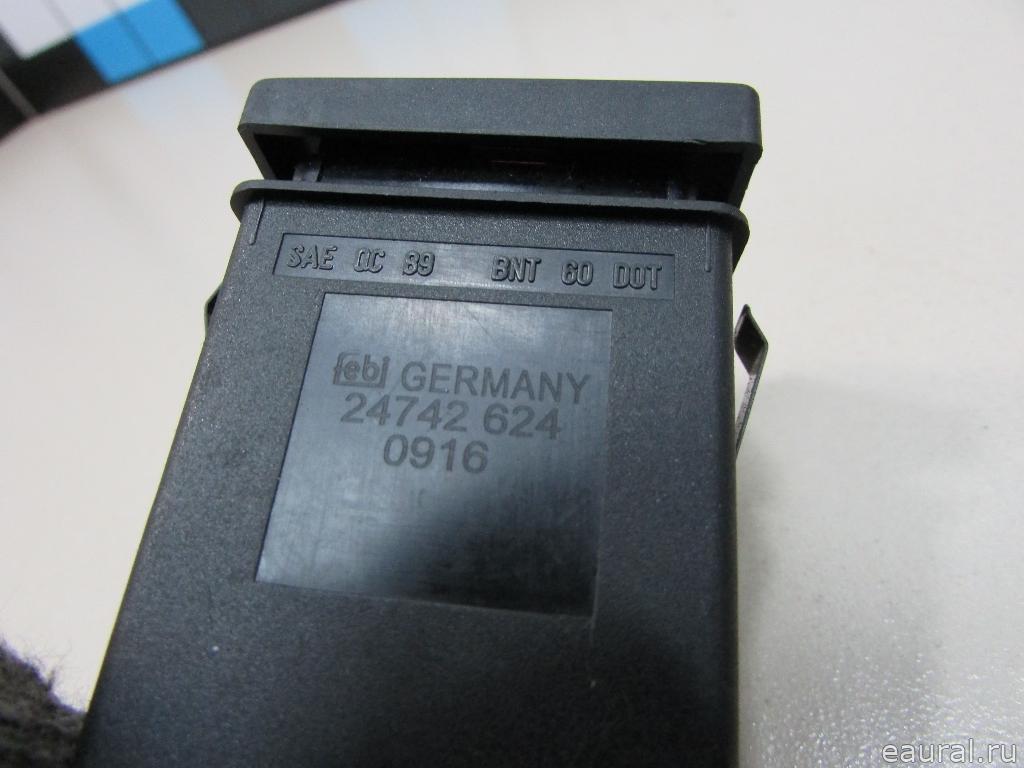 SAE QC 89 BNT 60 DOT
febi GERMANY
24742 624
0916
eaural.ru